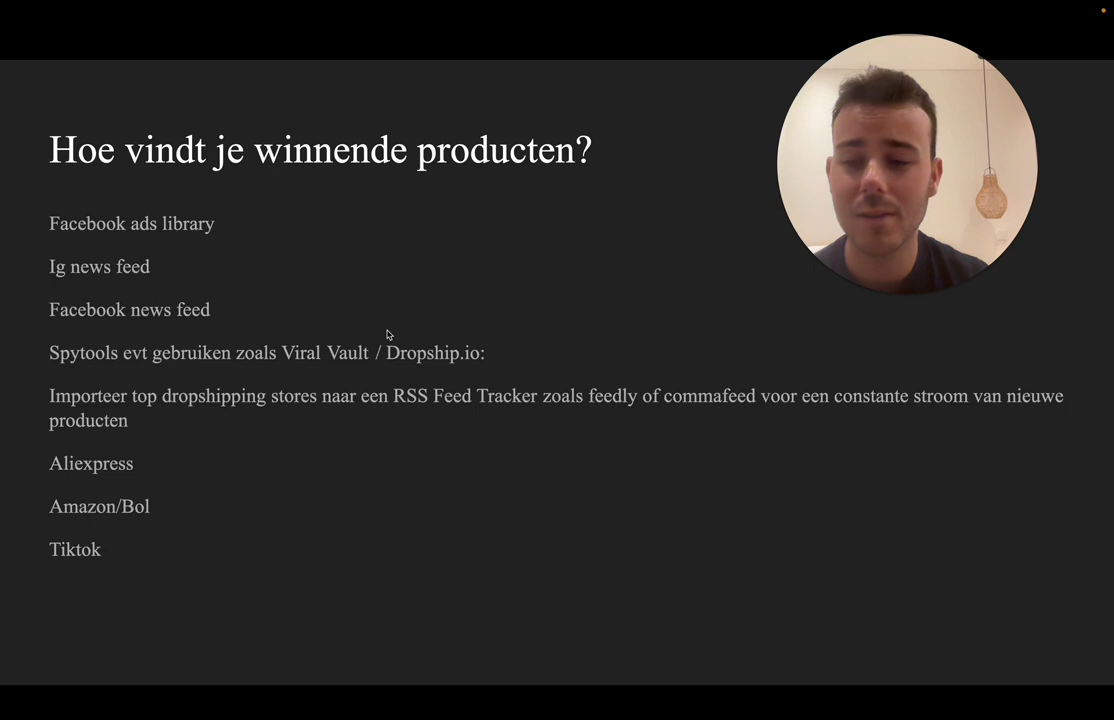 Hoe vindt je winnende producten?
Facebook ads library
Ig news feed
Facebook news feed
Spytools evt gebruiken zoals Viral Vault / Dropship.io:
Importeer top dropshipping stores naar een RSS Feed Tracker zoals feedly of commafeed voor een constante stroom van nieuwe
producten
Aliexpress
Amazon/Bol
Tiktok